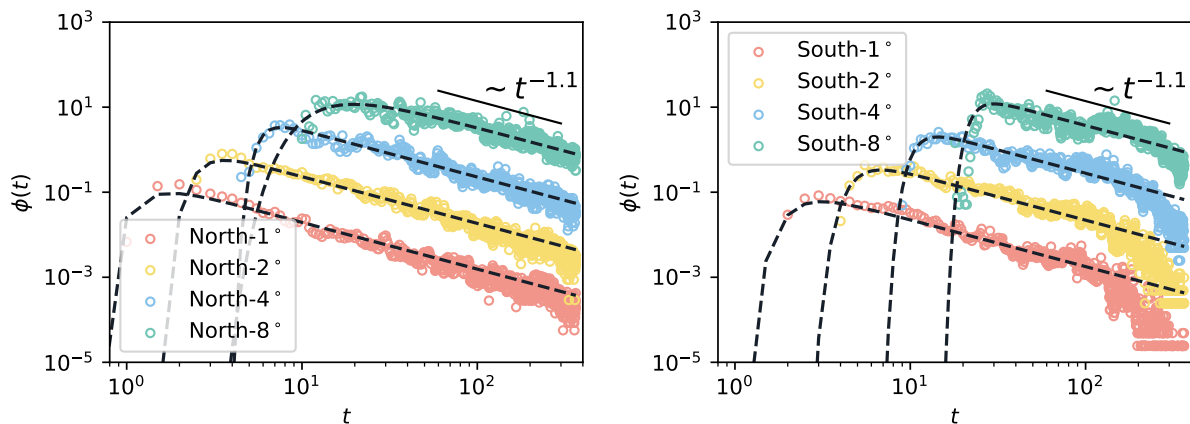 10^3
10^1
10^-1
10^-3
10^-5
ϕ(t)
~ t^-1.1
North-1°
North-2°
North-4°
North-8°
10^0
10^1
10^2
t
10^3
10^1
10^-1
10^-3
10^-5
ϕ(t)
South-1°
South-2°
South-4°
South-8°
~ t^-1.1
10^0
10^1
10^2
t